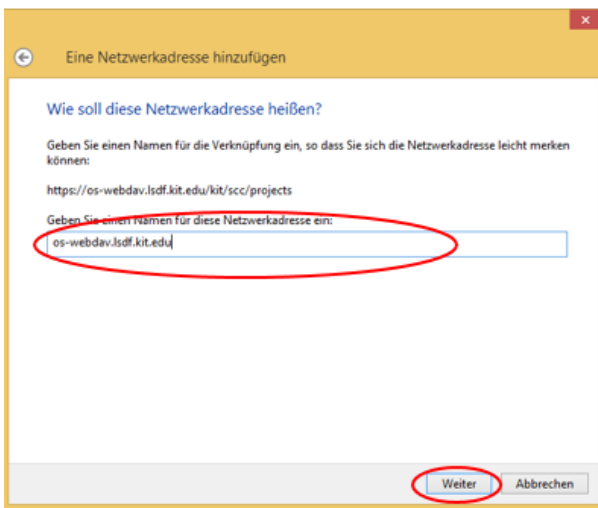 Eine Netzwerkadresse hinzufügen
Wie soll diese Netzwerkadresse heißen?
Geben Sie einen Namen für die Verknüpfung ein, so dass Sie sich die Netzwerkadresse leicht merken
können:
https://os-webdav.lsdf.kit.edu/kit/scc/projects
Geben Sie einen Namen für diese Netzwerkadresse ein:
os-webdav.lsdf.kit.edu
Weiter
Abbrechen